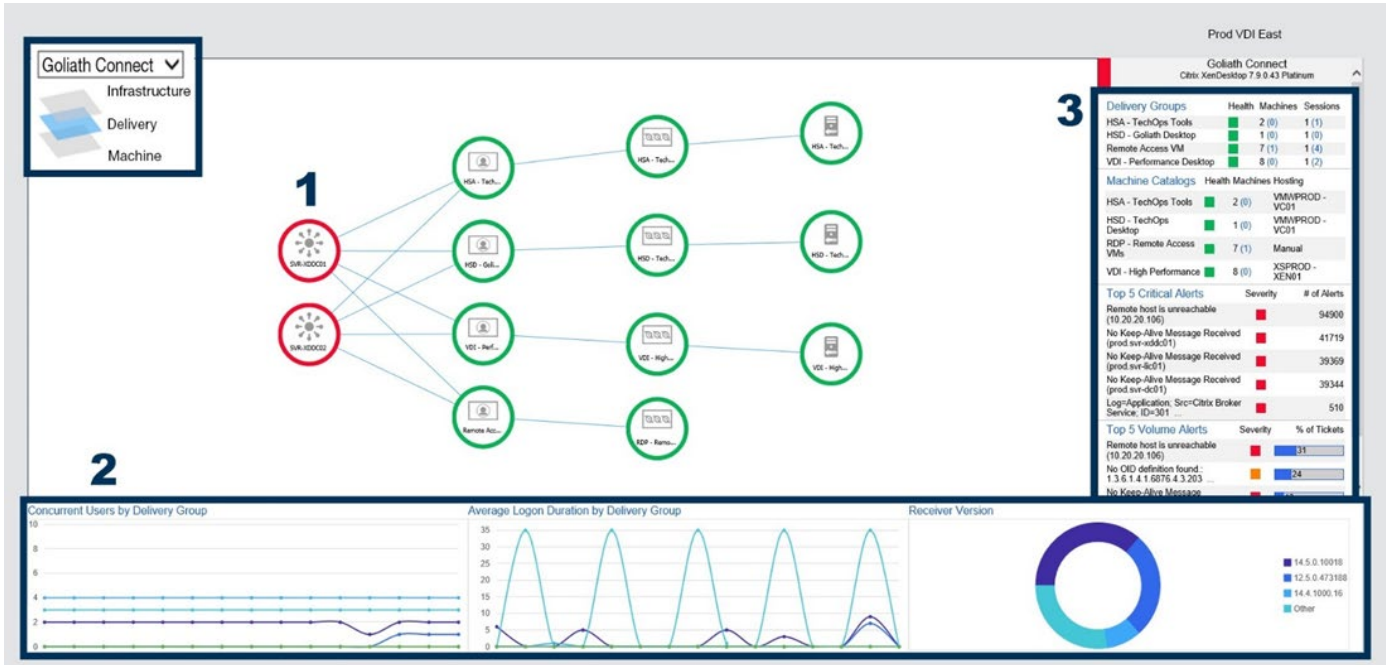 Prod VDI East
Goliath Connect
Infrastructure
Delivery
Machine
1
SVR-XDDC01
SVR-XDDC02
HSA - Tech...
HSD - Goli...
VDI - Perf...
Remote Acc...
HSA - Tech...
HSD - Tech...
VDI - High...
RDP - Remo...
HSA - Tech...
HSD - Tech...
VDI - High...
Goliath Connect
Citrix XenDesktop 7.9.0.43 Platinum
3
Delivery Groups Health Machines Sessions
HSA - TechOps Tools 2 (0) 1 (1)
HSD - Goliath Desktop 1 (0) 1 (0)
Remote Access VM 7 (1) 1 (4)
VDI - Performance Desktop 8 (0) 1 (2)
Machine Catalogs Health Machines Hosting
HSA - TechOps Tools 2 (0) VMWPROD - VC01
HSD - TechOps Desktop 1 (0) VMWPROD - VC01
RDP - Remote Access VMs 7 (1) Manual
VDI - High Performance 8 (0) XSPROD - XEN01
Top 5 Critical Alerts Severity # of Alerts
Remote host is unreachable (10.20.20.106) 94900
No Keep-Alive Message Received (prod.svr-xddc01) 41719
No Keep-Alive Message Received (prod.svr-lic01) 39369
No Keep-Alive Message Received (prod.svr-dc01) 39344
Log=Application; Src=Citrix Broker Service; ID=301 ... 510
Top 5 Volume Alerts Severity % of Tickets
Remote host is unreachable (10.20.20.106) 31
No OID definition found.: 1.3.6.1.4.1.6876.4.3.203 ... 24
No Keep-Alive Message
2
Concurrent Users by Delivery Group
10
8
6
4
2
0
Average Logon Duration by Delivery Group
35
30
25
20
15
10
5
0
Receiver Version
14.5.0.10018
12.5.0.473188
14.4.1000.16
Other